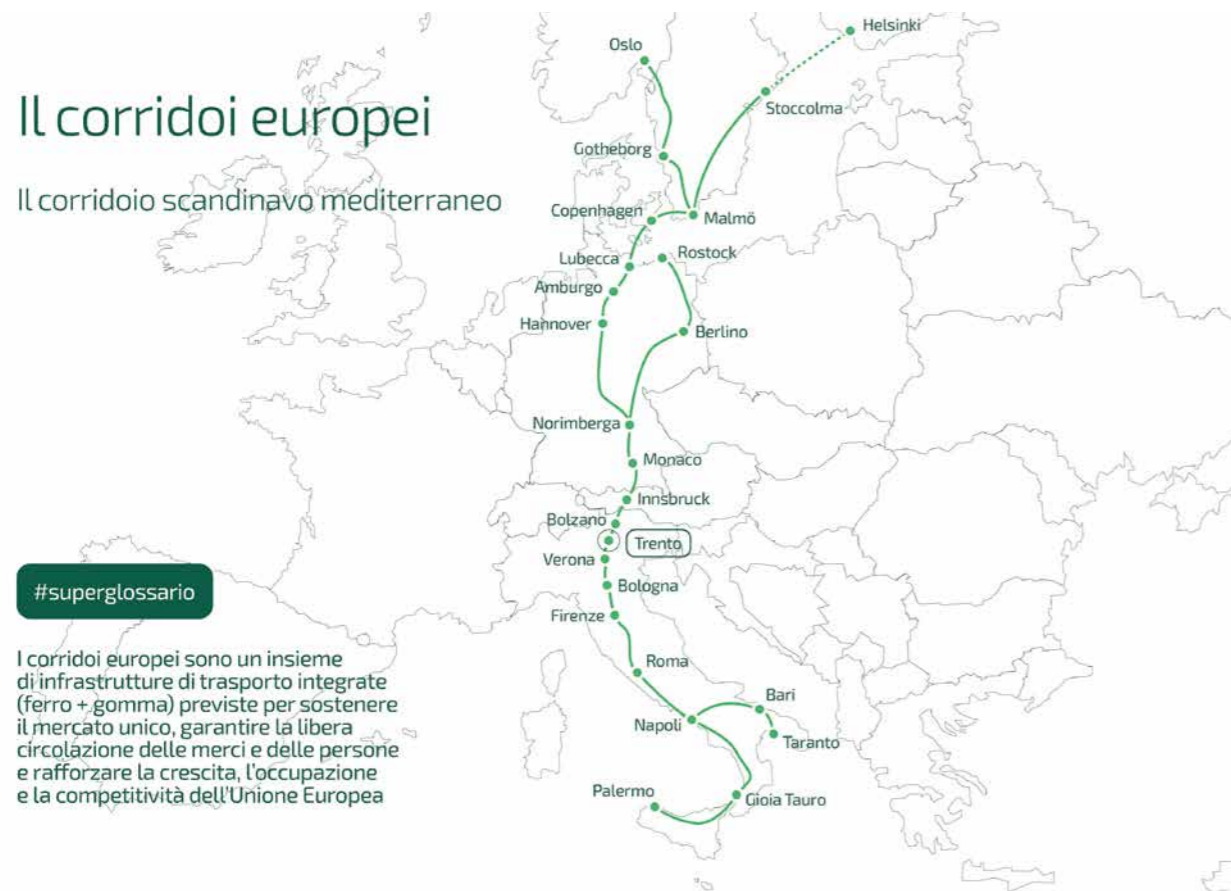 Il corridoi europei
Il corridoio scandinavo mediterraneo
Helsinki
Oslo
Stoccolma
Gotheborg
Copenhagen
Malmö
Lubecca
Rostock
Amburgo
Hannover
Berlino
Norimberga
Monaco
Innsbruck
Bolzano
Trento
Verona
Bologna
Firenze
Roma
Bari
Napoli
Taranto
Palermo
Gioia Tauro
#superglossario
I corridoi europei sono un insieme
di infrastrutture di trasporto integrate
(ferro + gomma) previste per sostenere
il mercato unico, garantire la libera
circolazione delle merci e delle persone
e rafforzare la crescita, l'occupazione
e la competitività dell'Unione Europea